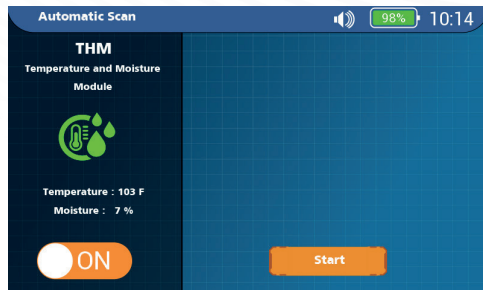 Automatic Scan
98%
10:14
THM
Temperature and Moisture
Module
Temperature : 103 F
Moisture : 7 %
ON
Start